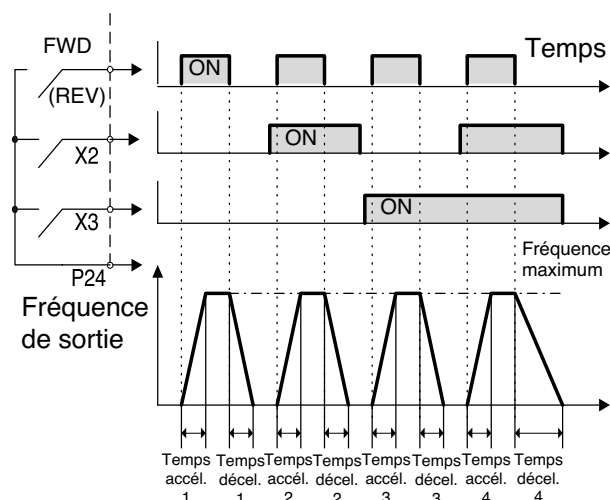 FWD
Temps
ON
(REV)
X2
ON
X3
ON
Fréquence
maximum
P24
Fréquence
de sortie
Temps Temps Temps Temps Temps Temps Temps Temps
accél. décel. accél. décel. accél. décel. accél. décel.
1 1 2 2 3 3 4 4